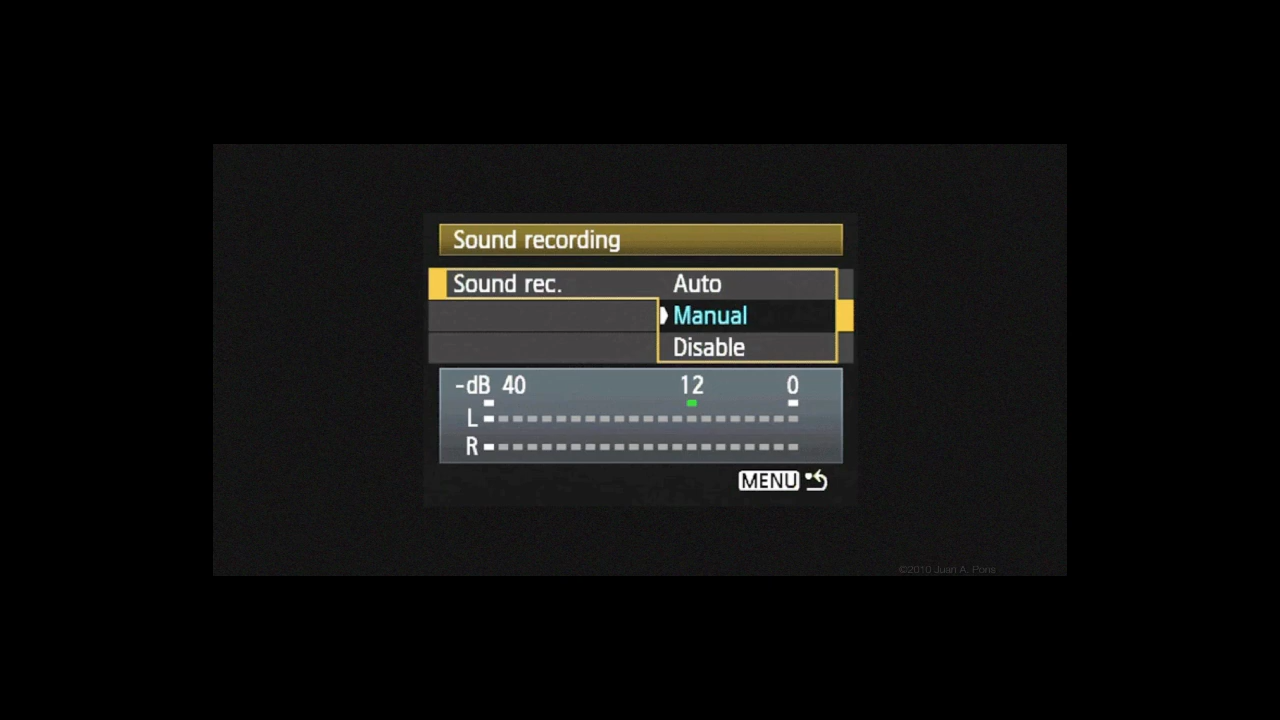 Sound recording
Sound rec. Auto
Manual
Disable
-dB 40 12 0
L
R
MENU
©2010 Juan A. Pons